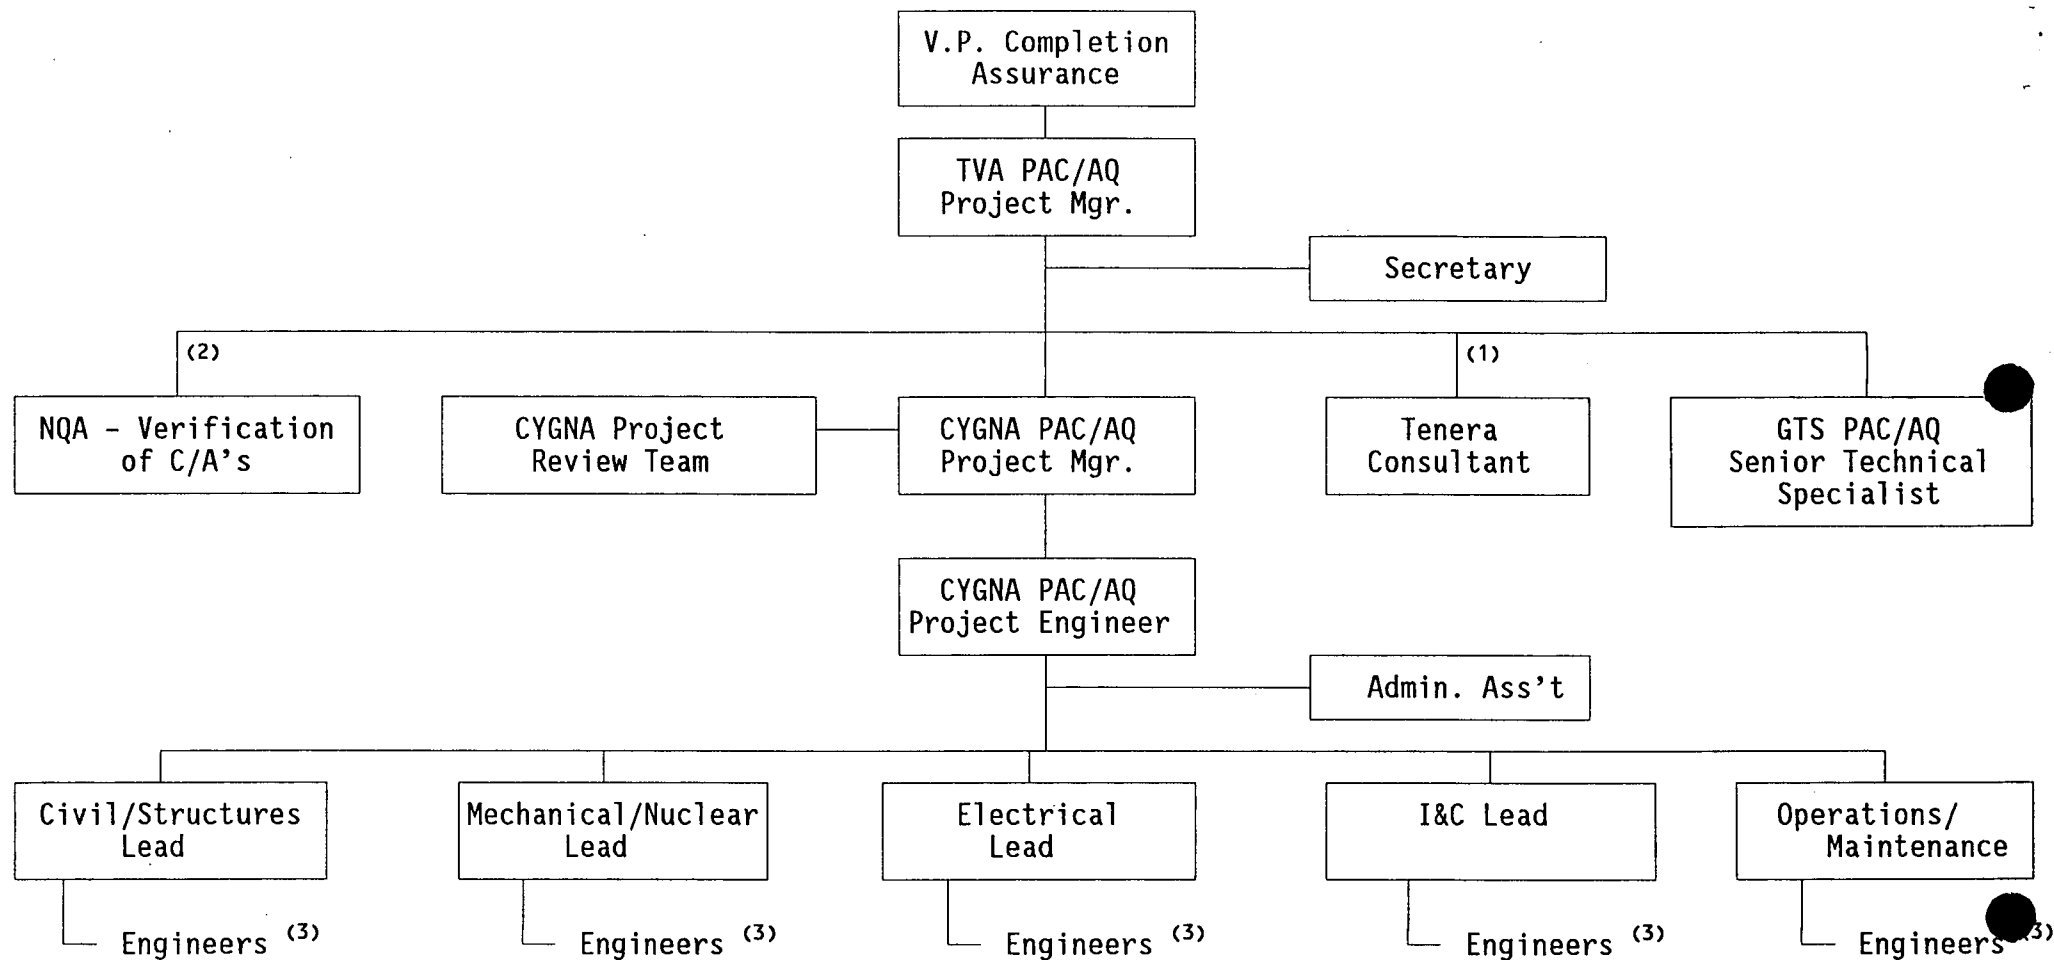 V.P. Completion
Assurance
TVA PAC/AQ
Project Mgr.
Secretary
(2)
(1)
NQA - Verification
of C/A's
CYGNA Project
Review Team
CYGNA PAC/AQ
Project Mgr.
Tenera
Consultant
GTS PAC/AQ
Senior Technical
Specialist
CYGNA PAC/AQ
Project Engineer
Admin. Ass't
Civil/Structures
Lead
Mechanical/Nuclear
Lead
Electrical
Lead
I&C Lead
Operations/
Maintenance
Engineers (3)
Engineers (3)
Engineers (3)
Engineers (3)
Engineers 3)